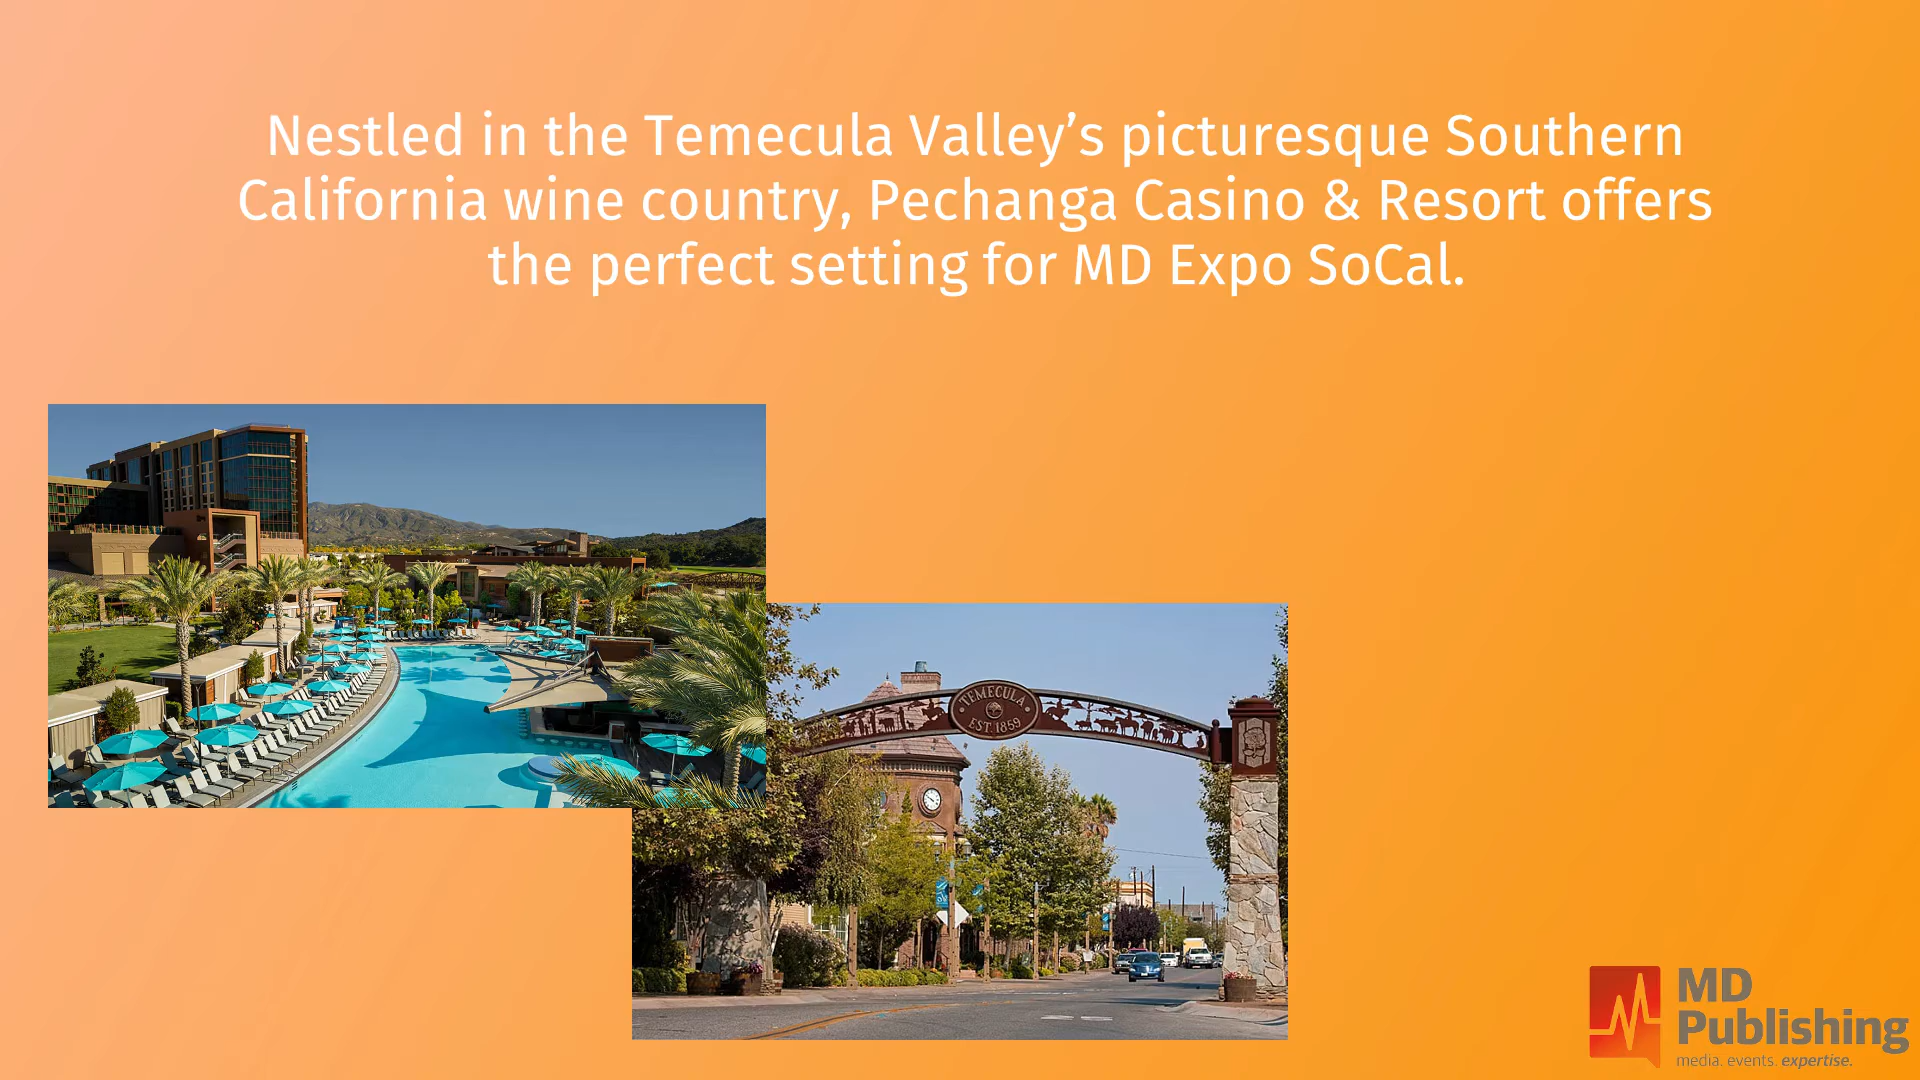 Nestled in the Temecula Valley’s picturesque Southern
California wine country, Pechanga Casino & Resort offers
the perfect setting for MD Expo SoCal.
TEMECULA
EST. 1859
MD
Publishing
media. events. expertise.